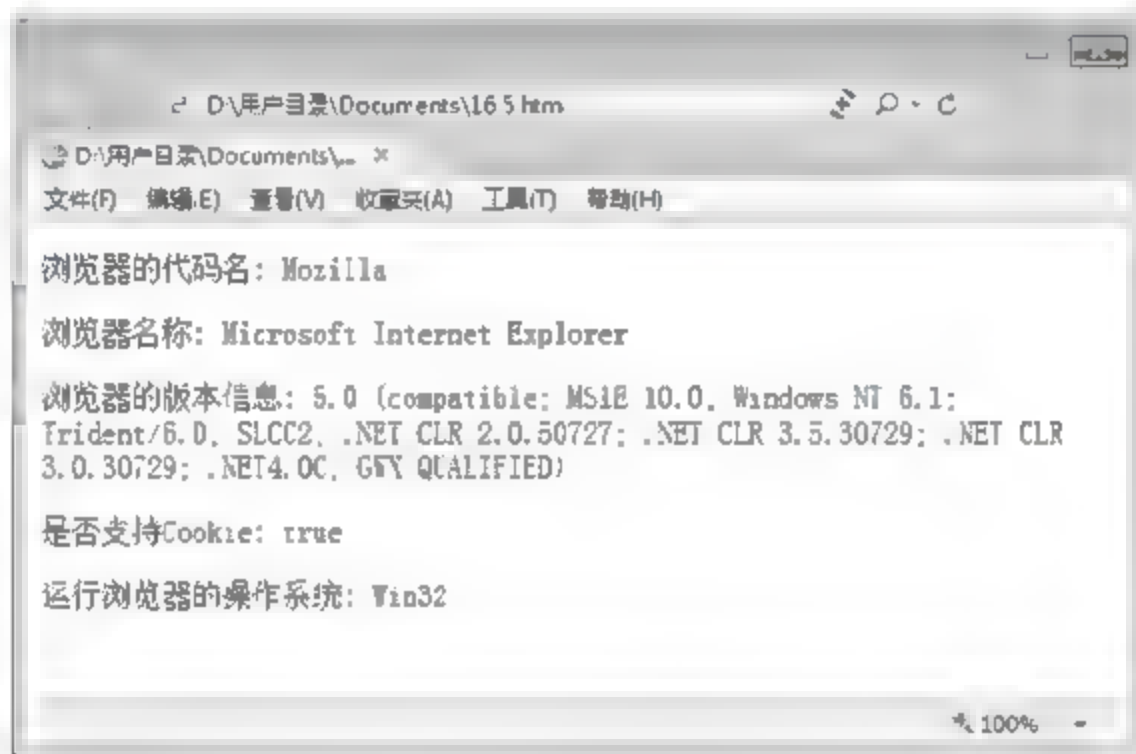 D:\用户目录\Documents\16.5.htm
D:\用户目录\Documents\...
文件(F) 编辑(E) 查看(V) 收藏夹(A) 工具(T) 帮助(H)
浏览器的代码名: Mozilla
浏览器名称: Microsoft Internet Explorer
浏览器的版本信息: 5.0 (compatible; MSIE 10.0; Windows NT 6.1;
Trident/6.0; SLCC2; .NET CLR 2.0.50727; .NET CLR 3.5.30729; .NET CLR
3.0.30729; .NET4.0C; QUALIFIED)
是否支持Cookie: true
运行浏览器的操作系统: Win32
100%